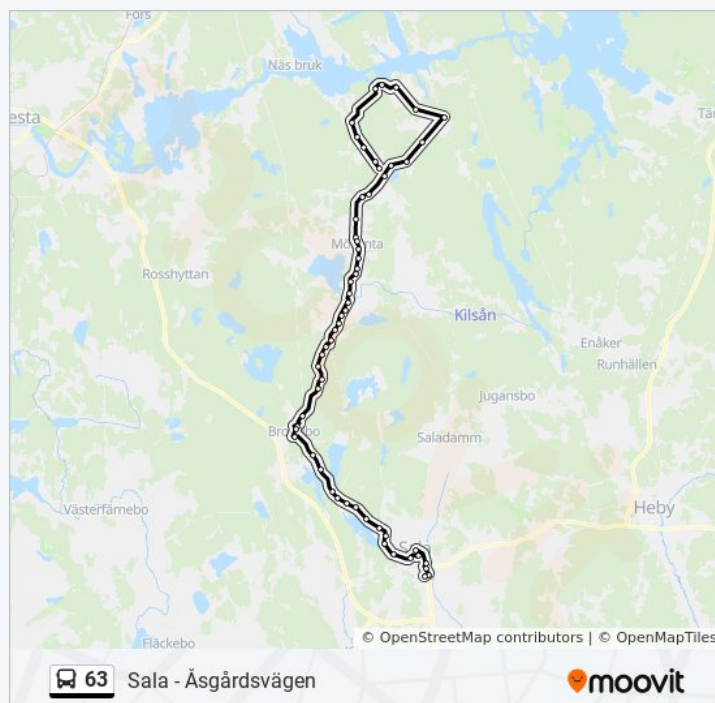 Fors
Näs bruk
esta
Tär
Rosshyttan
Kilsån
Enåker
Runhällen
Jugansbo
Saladamm
Västerfärnebo
Heby
Fläckebo
© OpenStreetMap contributors | © OpenMapTiles
63 Sala - Åsgårdsvägen
moovit